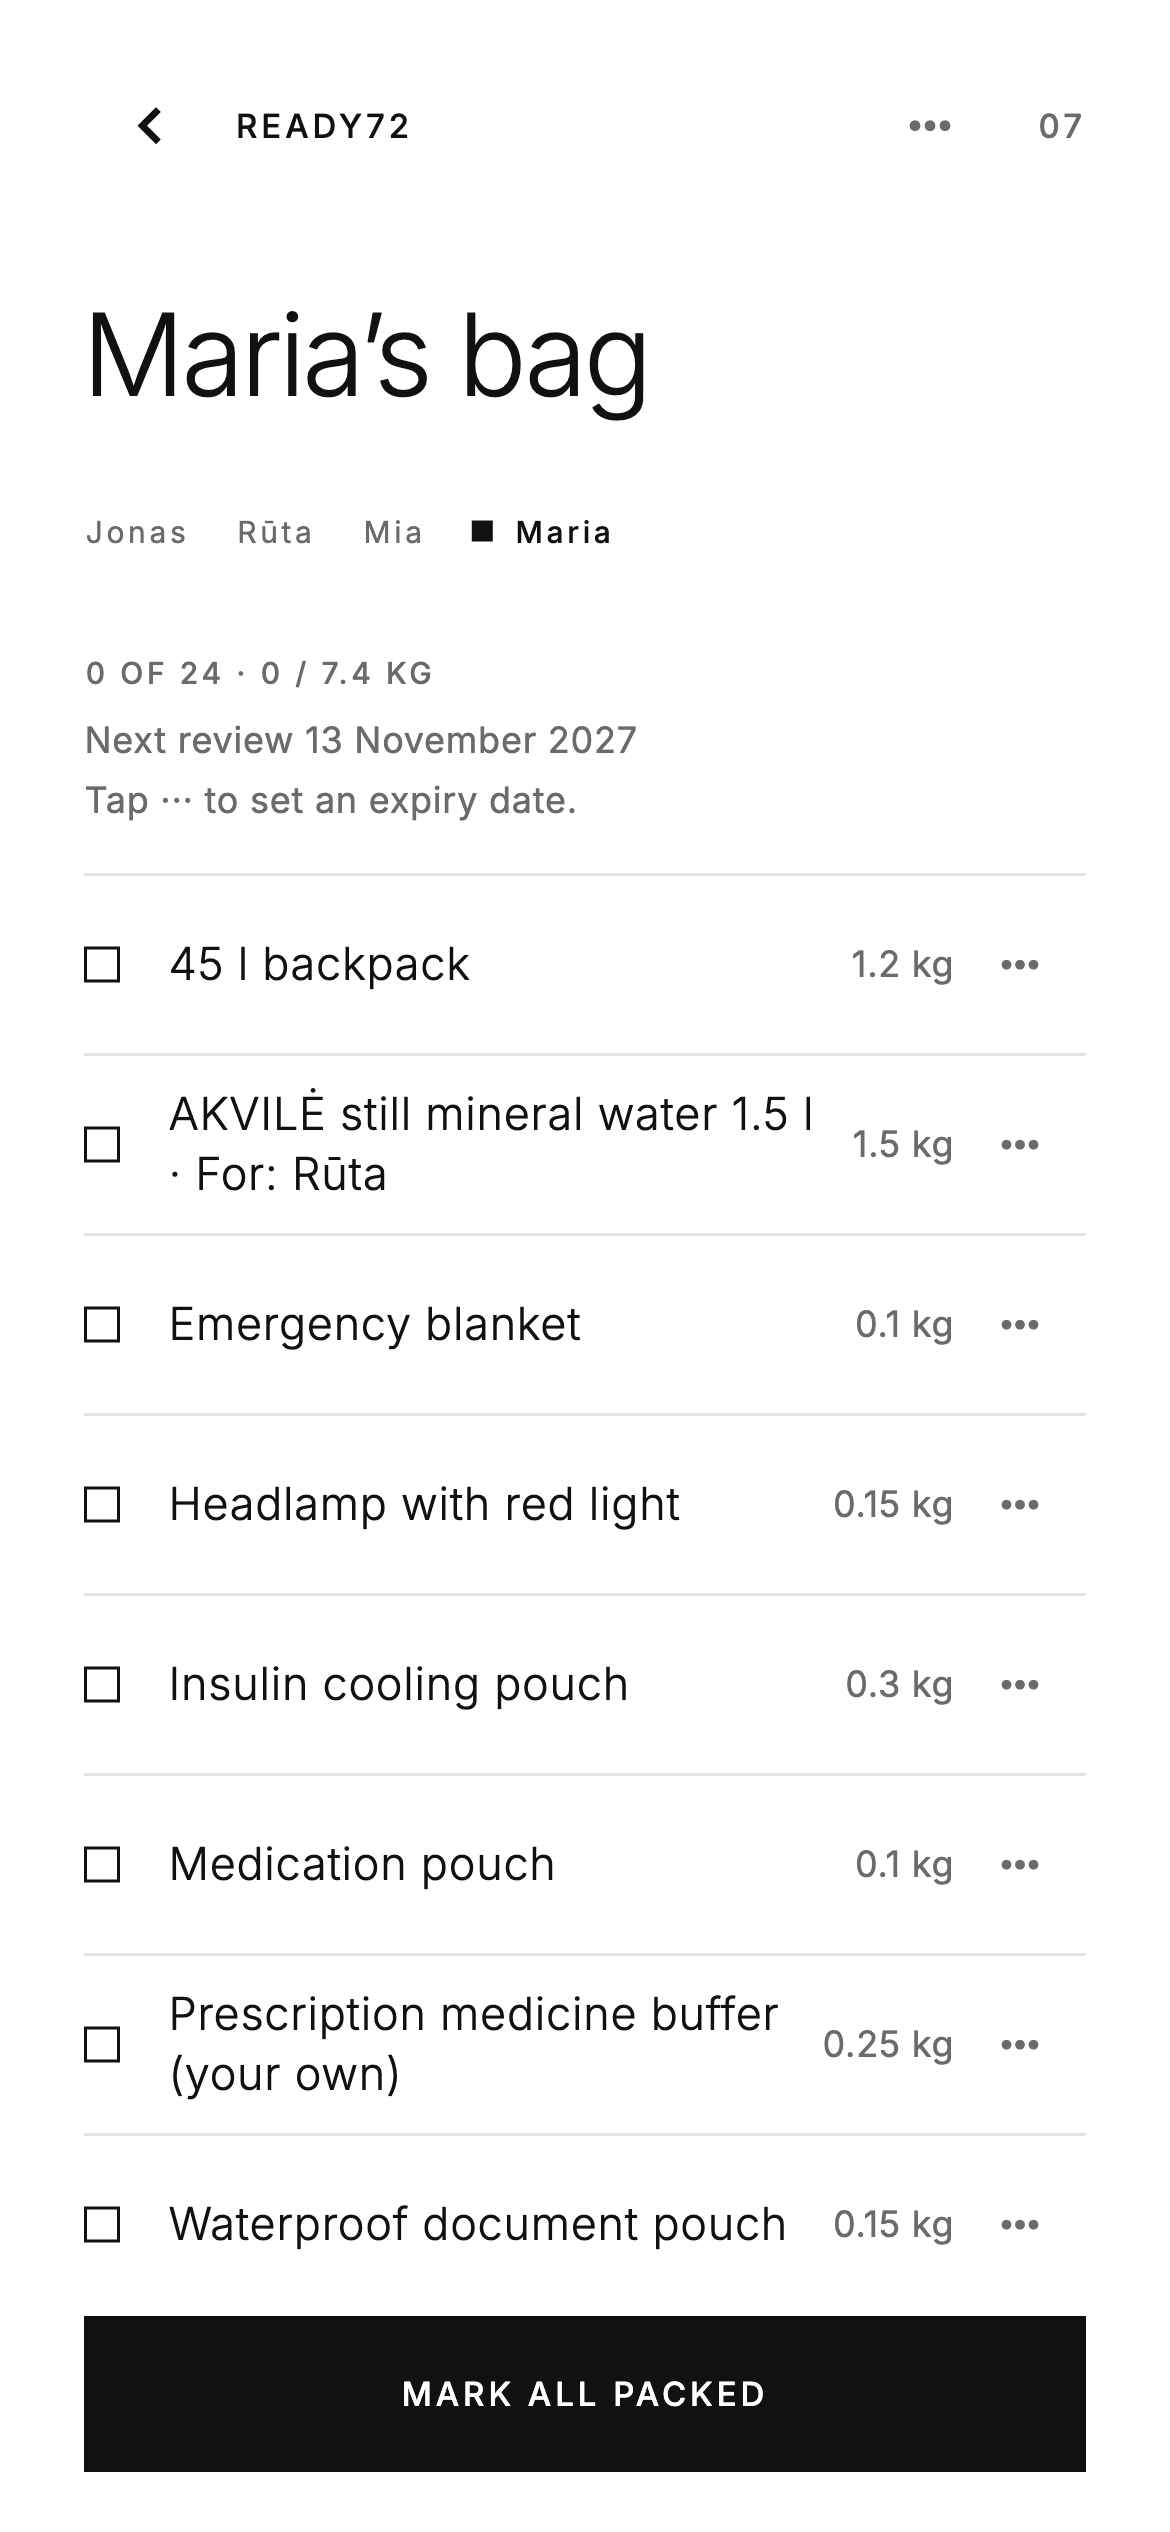 READY72
••• 07
Maria’s bag
Jonas Rūta Mia ■ Maria
0 OF 24 · 0 / 7.4 KG
Next review 13 November 2027
Tap ··· to set an expiry date.
45 l backpack 1.2 kg •••
AKVILĖ still mineral water 1.5 l
· For: Rūta 1.5 kg •••
Emergency blanket 0.1 kg •••
Headlamp with red light 0.15 kg •••
Insulin cooling pouch 0.3 kg •••
Medication pouch 0.1 kg •••
Prescription medicine buffer
(your own) 0.25 kg •••
Waterproof document pouch 0.15 kg •••
MARK ALL PACKED